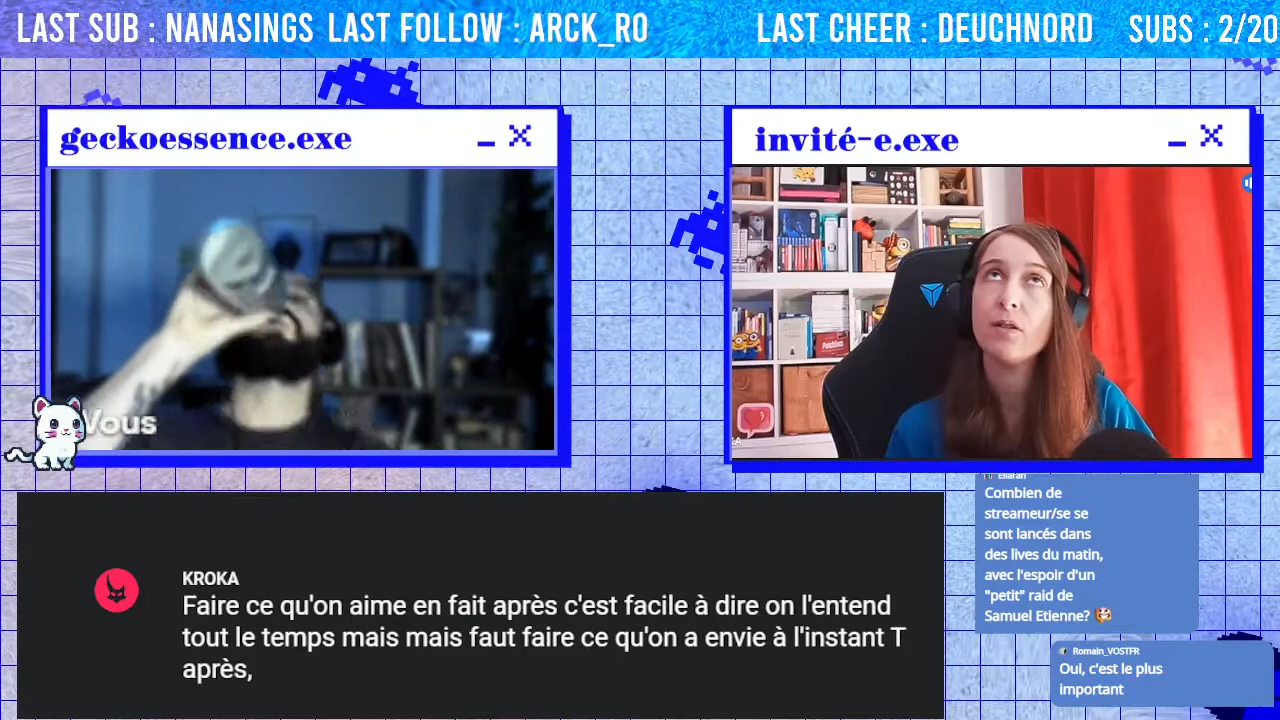 LAST SUB : NANASINGS LAST FOLLOW : ARCK_RO LAST CHEER : DEUCHNORD SUBS : 2/20
geckoessence.exe
invité-e.exe
Vous
KROKA
Faire ce qu'on aime en fait après c'est facile à dire on l'entend
tout le temps mais mais faut faire ce qu'on a envie à l'instant T
après,
Combien de
streameur/se se
sont lancés dans
des lives du matin,
avec l'espoir d'un
"petit" raid de
Samuel Etienne?
Romain_VOSTFR
Oui, c'est le plus
important